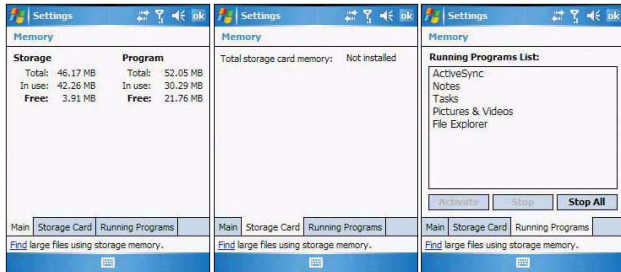 Settings ok
Memory
Storage Program
Total: 46.17 MB Total: 52.05 MB
In use: 42.26 MB In use: 30.29 MB
Free: 3.91 MB Free: 21.76 MB
Main Storage Card Running Programs
Find large files using storage memory.
Settings ok
Memory
Total storage card memory: Not installed
Main Storage Card Running Programs
Find large files using storage memory.
Settings ok
Memory
Running Programs List:
ActiveSync
Notes
Tasks
Pictures & Videos
File Explorer
Activate Stop Stop All
Main Storage Card Running Programs
Find large files using storage memory.